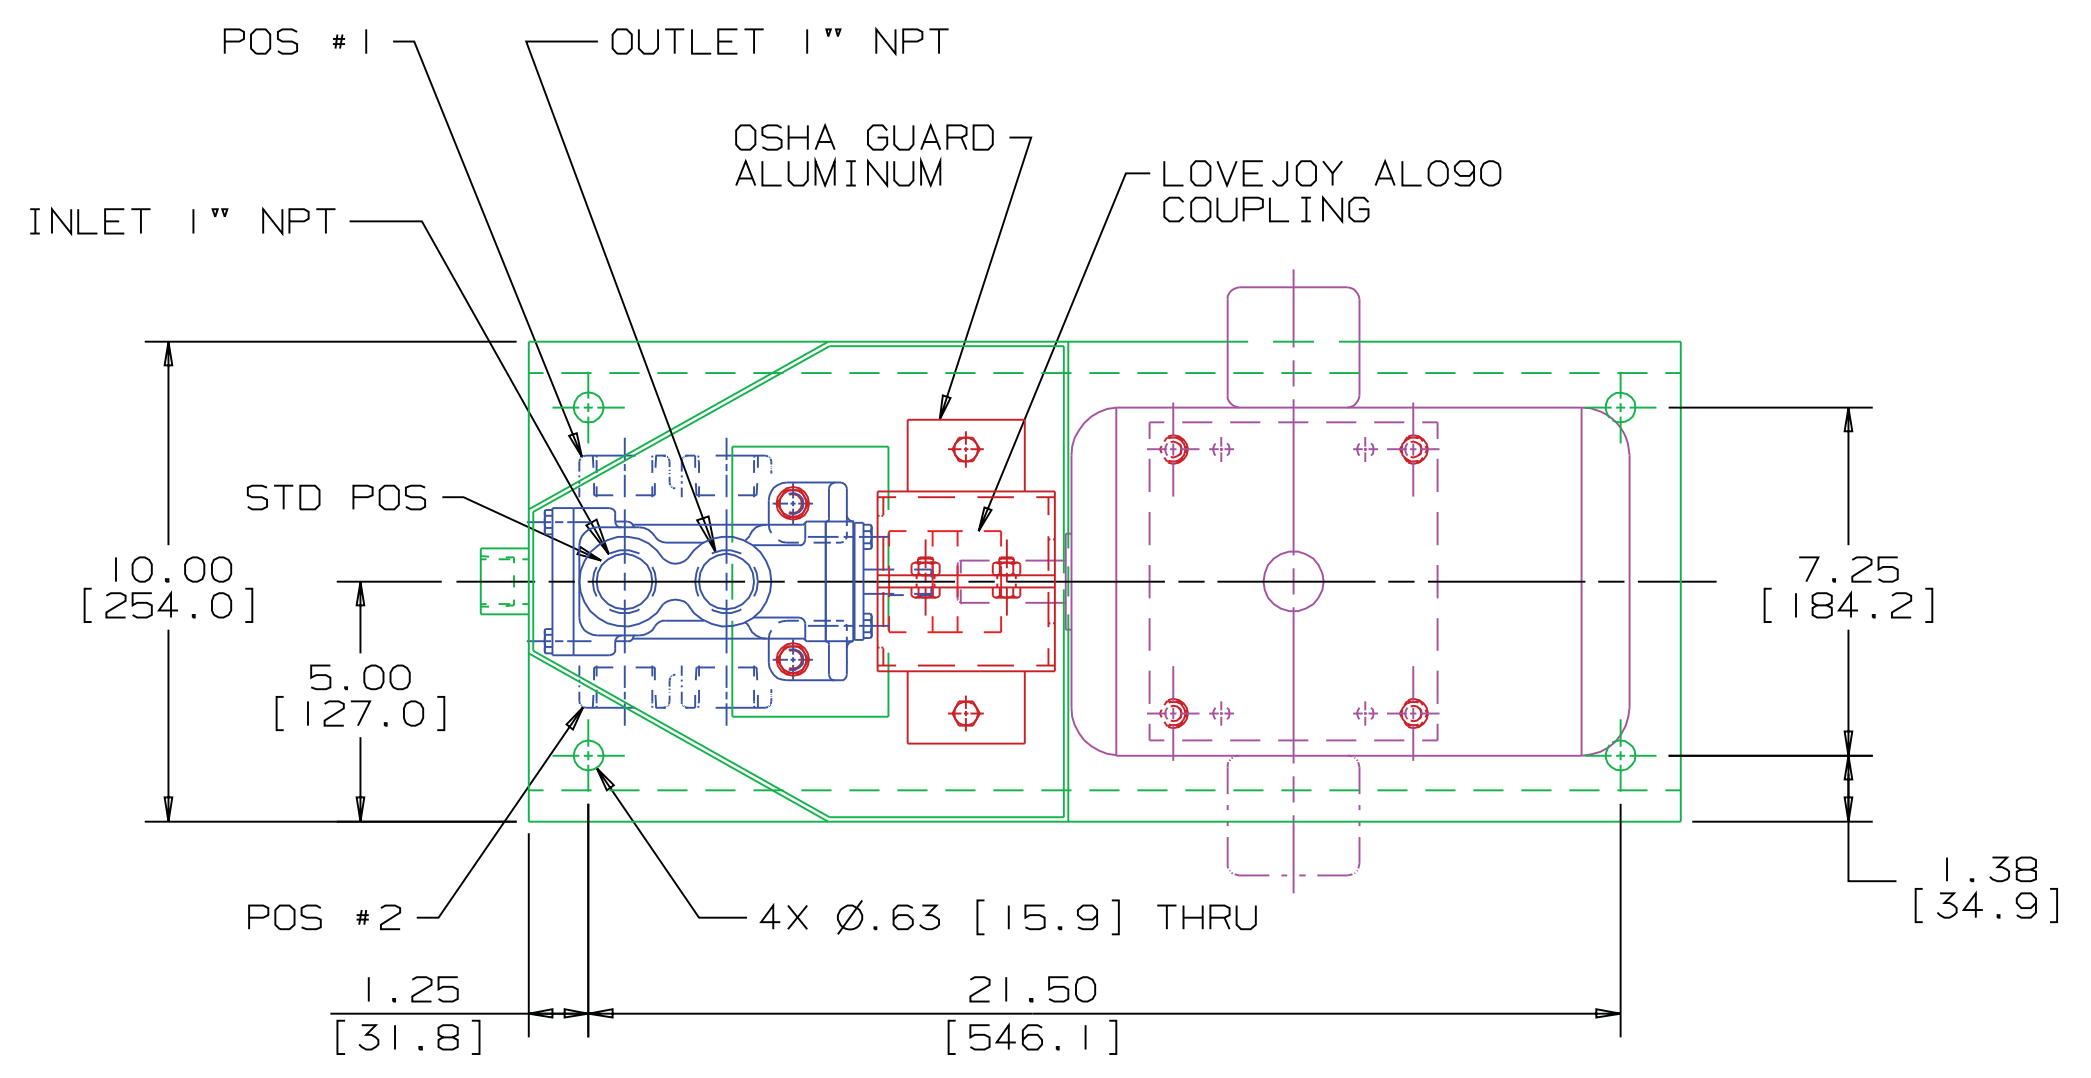 POS #1
OUTLET 1" NPT
OSHA GUARD
ALUMINUM
LOVEJOY AL090
COUPLING
INLET 1" NPT
STD POS
10.00
[254.0]
5.00
[127.0]
7.25
[184.2]
1.38
[34.9]
POS #2
4X Ø.63 [15.9] THRU
1.25
[31.8]
21.50
[546.1]